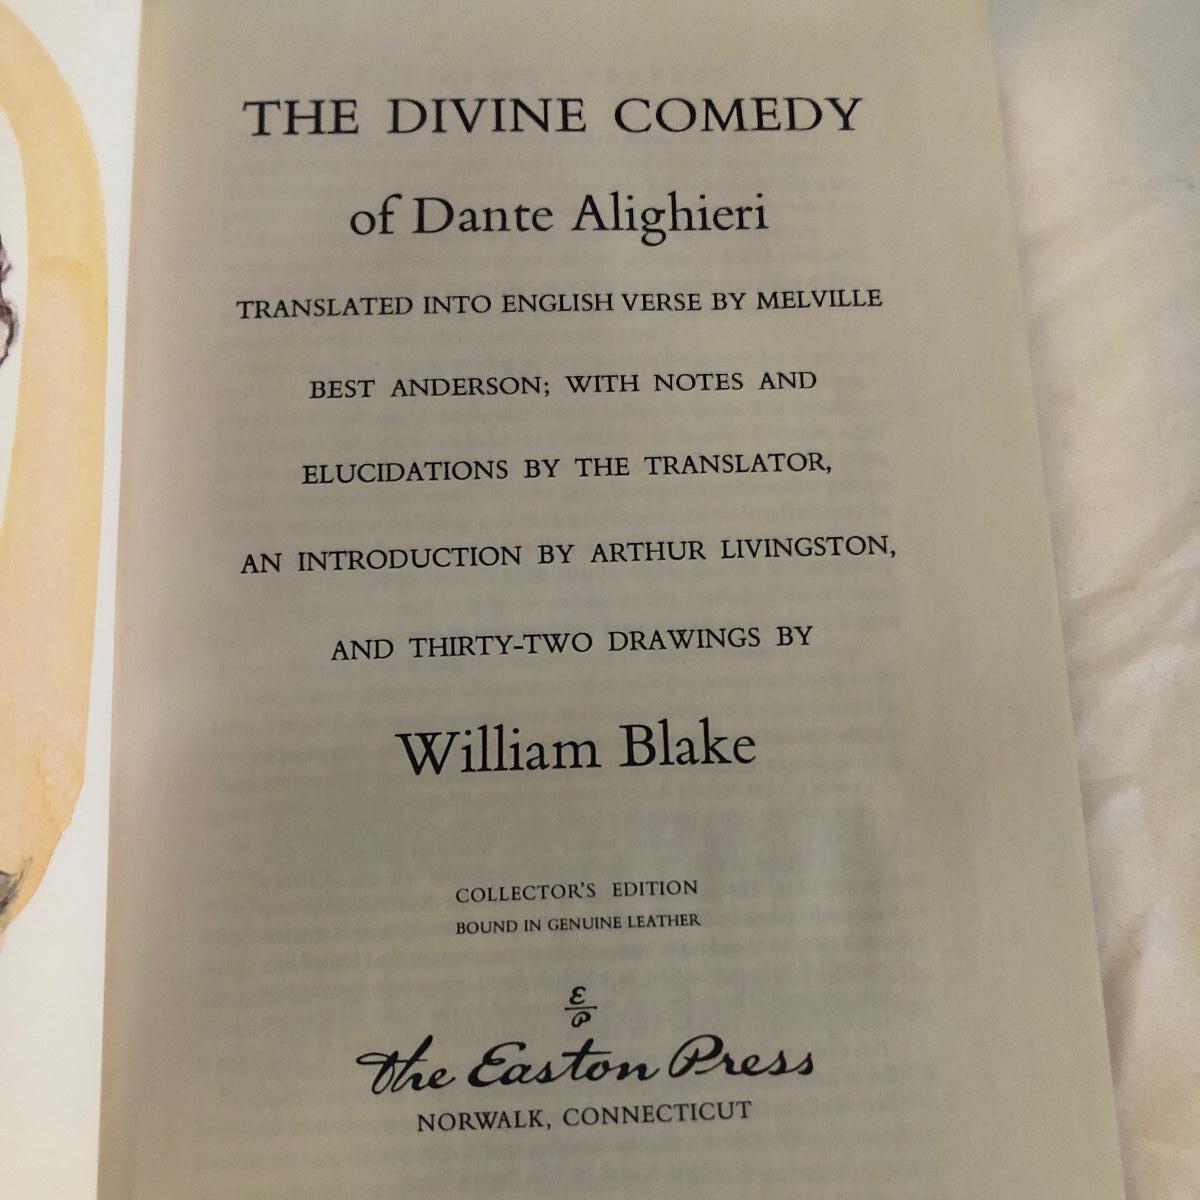 THE DIVINE COMEDY
of Dante Alighieri
TRANSLATED INTO ENGLISH VERSE BY MELVILLE
BEST ANDERSON; WITH NOTES AND
ELUCIDATIONS BY THE TRANSLATOR,
AN INTRODUCTION BY ARTHUR LIVINGSTON,
AND THIRTY-TWO DRAWINGS BY
William Blake
COLLECTOR'S EDITION
BOUND IN GENUINE LEATHER
E
P
The Easton Press
NORWALK, CONNECTICUT